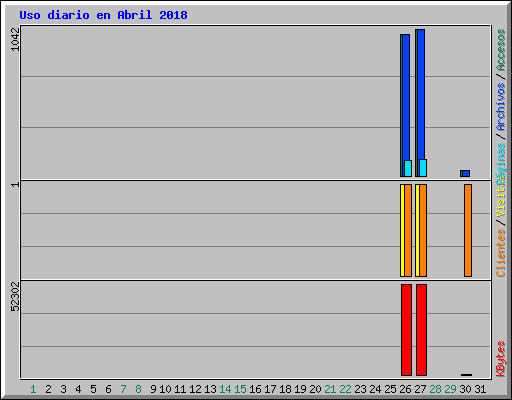 Uso diario en Abril 2018
1042
1
52302
Accesos / Archivos / Páginas
Visitas / Clientes
KBytes
1 2 3 4 5 6 7 8 9 10 11 12 13 14 15 16 17 18 19 20 21 22 23 24 25 26 27 28 29 30 31